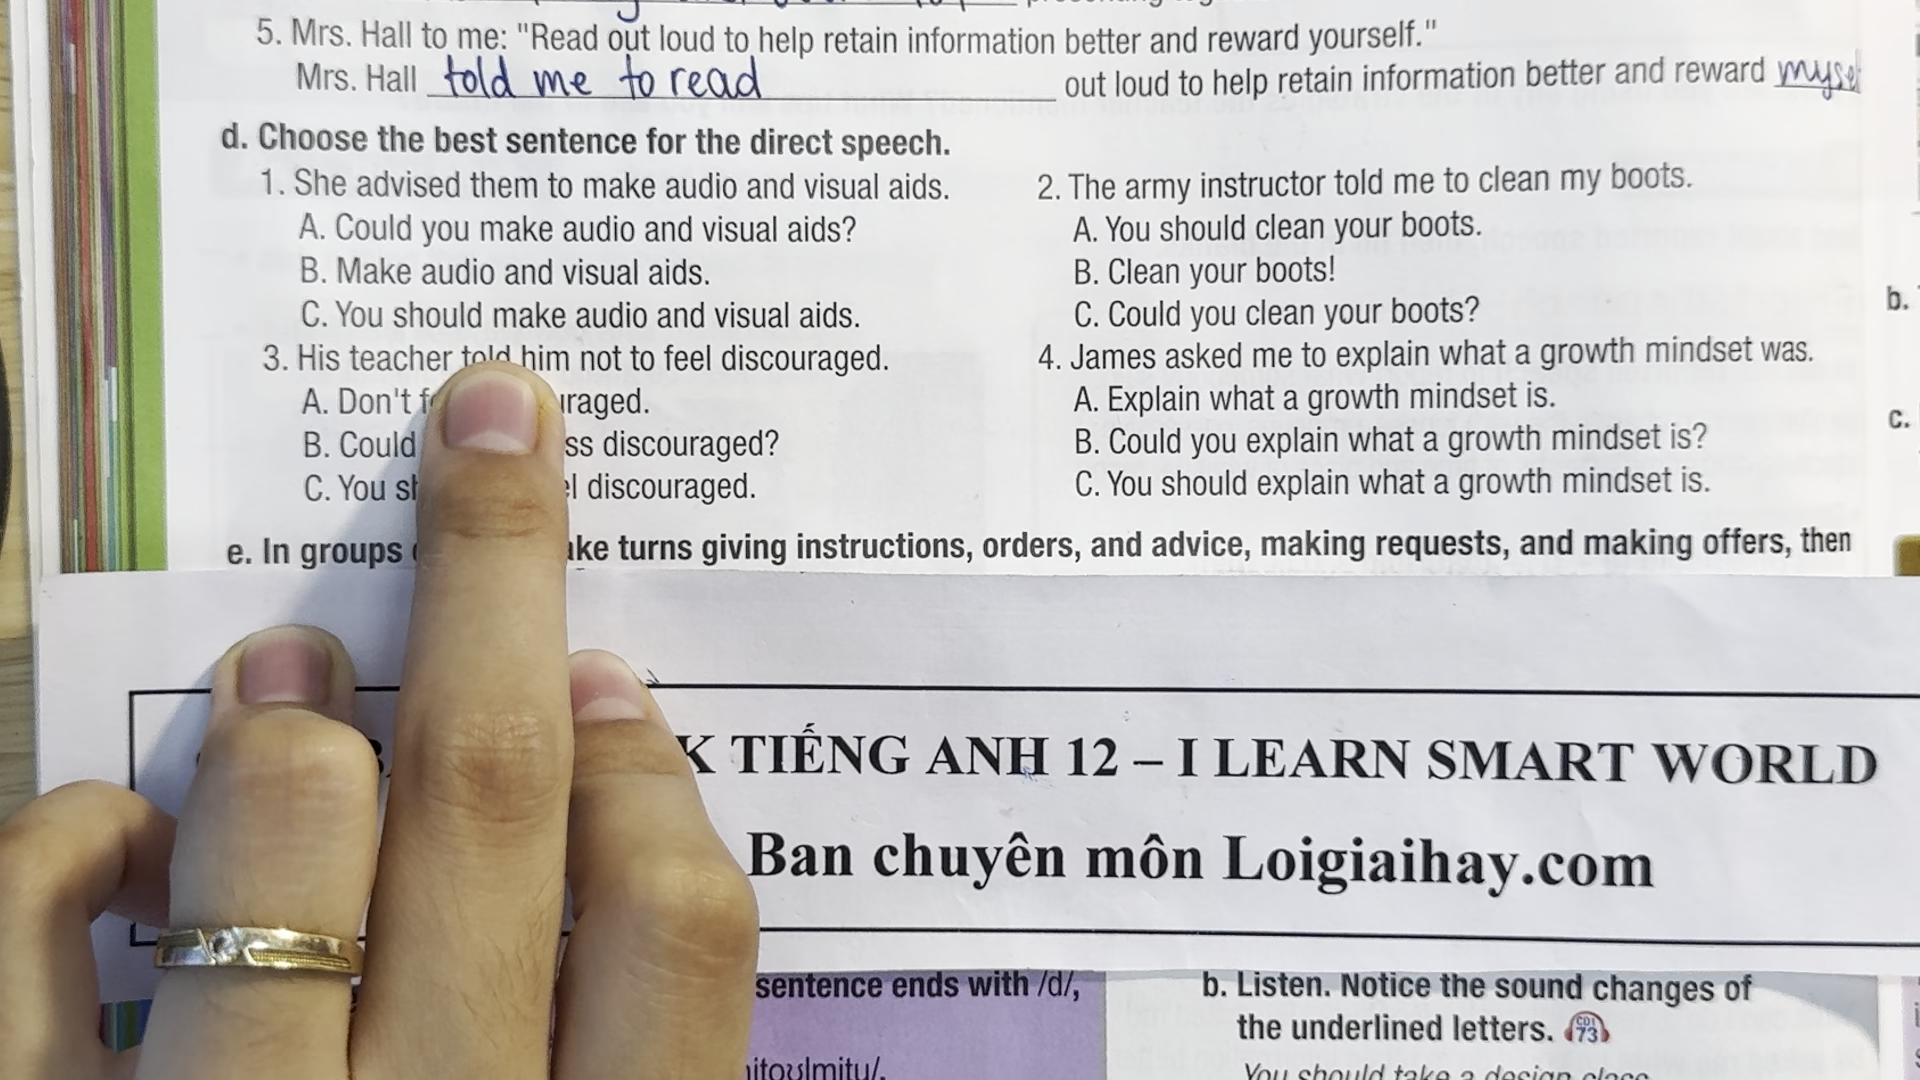 5. Mrs. Hall to me: "Read out loud to help retain information better and reward yourself."
Mrs. Hall told me to read out loud to help retain information better and reward
d. Choose the best sentence for the direct speech.
1. She advised them to make audio and visual aids.
A. Could you make audio and visual aids?
B. Make audio and visual aids.
C. You should make audio and visual aids.
2. The army instructor told me to clean my boots.
A. You should clean your boots.
B. Clean your boots!
C. Could you clean your boots?
3. His teacher told him not to feel discouraged.
A. Don't
B. Could discouraged?
C. You discouraged.
4. James asked me to explain what a growth mindset was.
A. Explain what a growth mindset is.
B. Could you explain what a growth mindset is?
C. You should explain what a growth mindset is.
e. In groups turns giving instructions, orders, and advice, making requests, and making offers, then
b.
c.
TIẾNG ANH 12 – I LEARN SMART WORLD
Ban chuyên môn Loigiaihay.com
sentence ends with /d/,
b. Listen. Notice the sound changes of
the underlined letters. CD1 73
You should take a design class